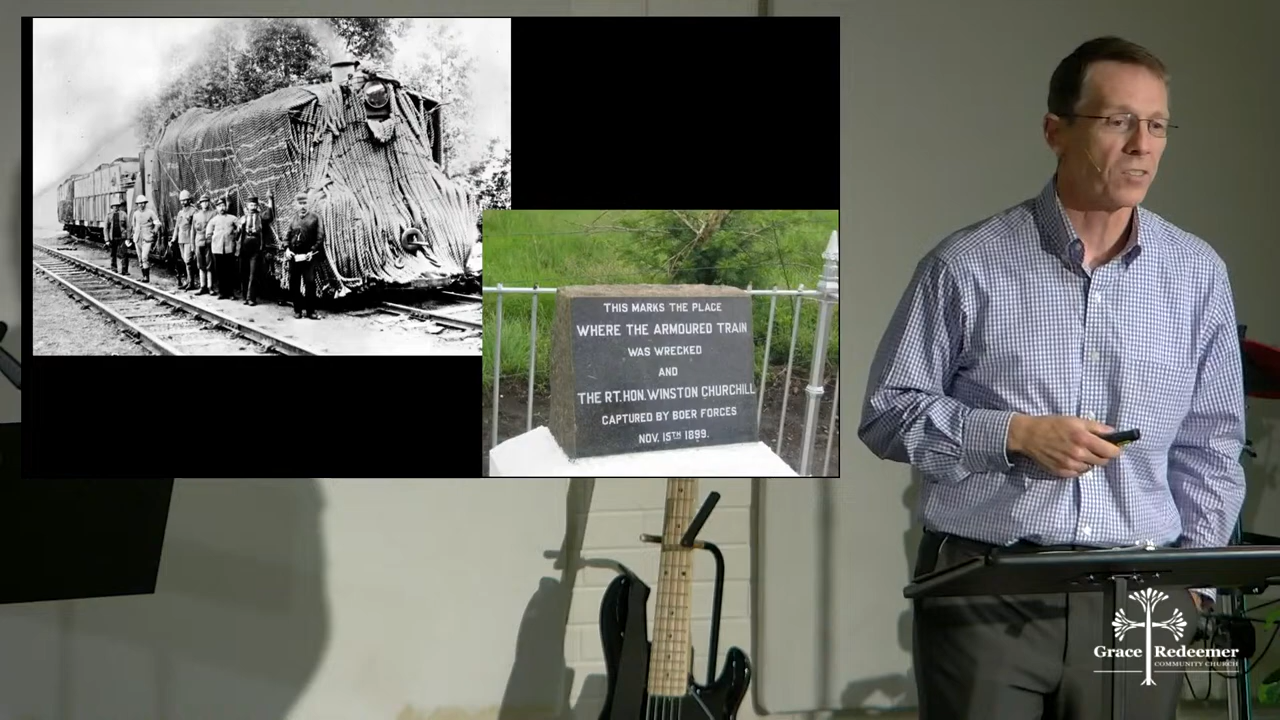 THIS MARKS THE PLACE
WHERE THE ARMOURED TRAIN
WAS WRECKED
AND
THE RT. HON. WINSTON CHURCHILL
CAPTURED BY BOER FORCES
NOV. 15TH 1899.
Grace Redeemer
COMMUNITY CHURCH